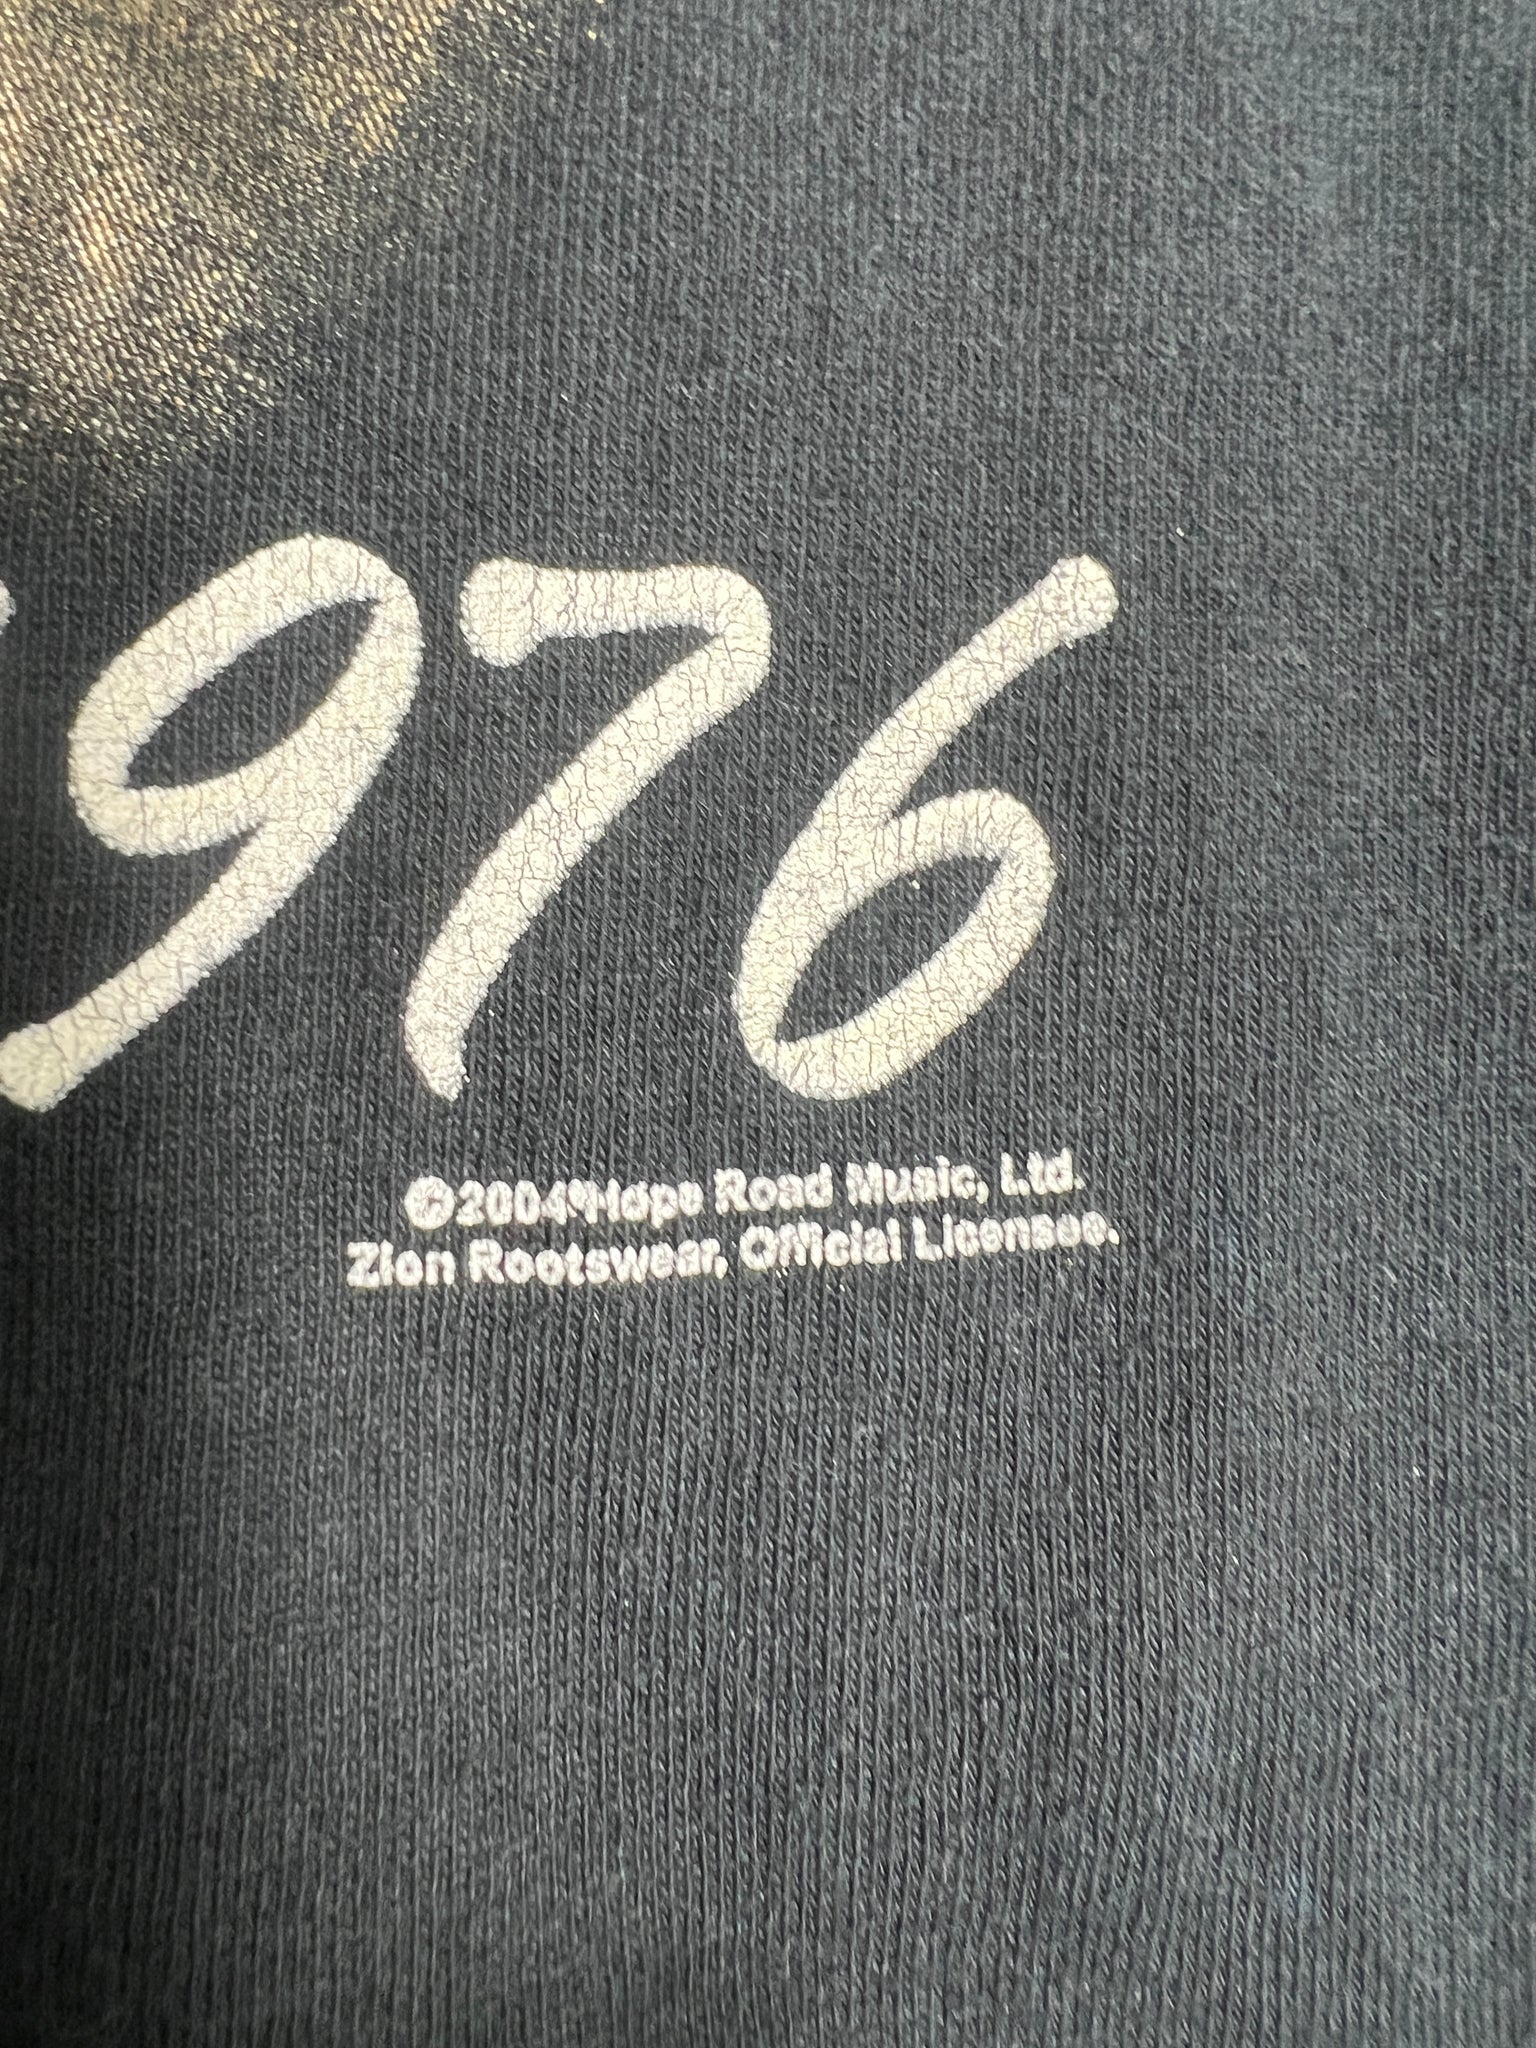 976
©2004 Hope Road Music, Ltd.
Zion Rootswear, Official Licensee.